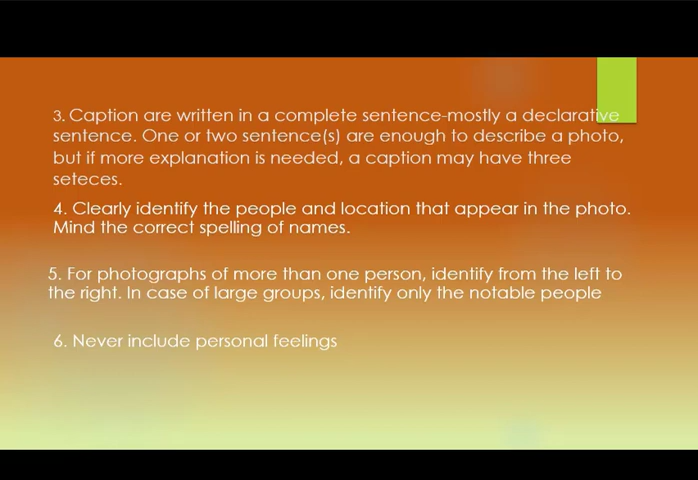 3. Caption are written in a complete sentence-mostly a declarative
sentence. One or two sentence(s) are enough to describe a photo,
but if more explanation is needed, a caption may have three
seteces.
4. Clearly identify the people and location that appear in the photo.
Mind the correct spelling of names.
5. For photographs of more than one person, identify from the left to
the right. In case of large groups, identify only the notable people
6. Never include personal feelings